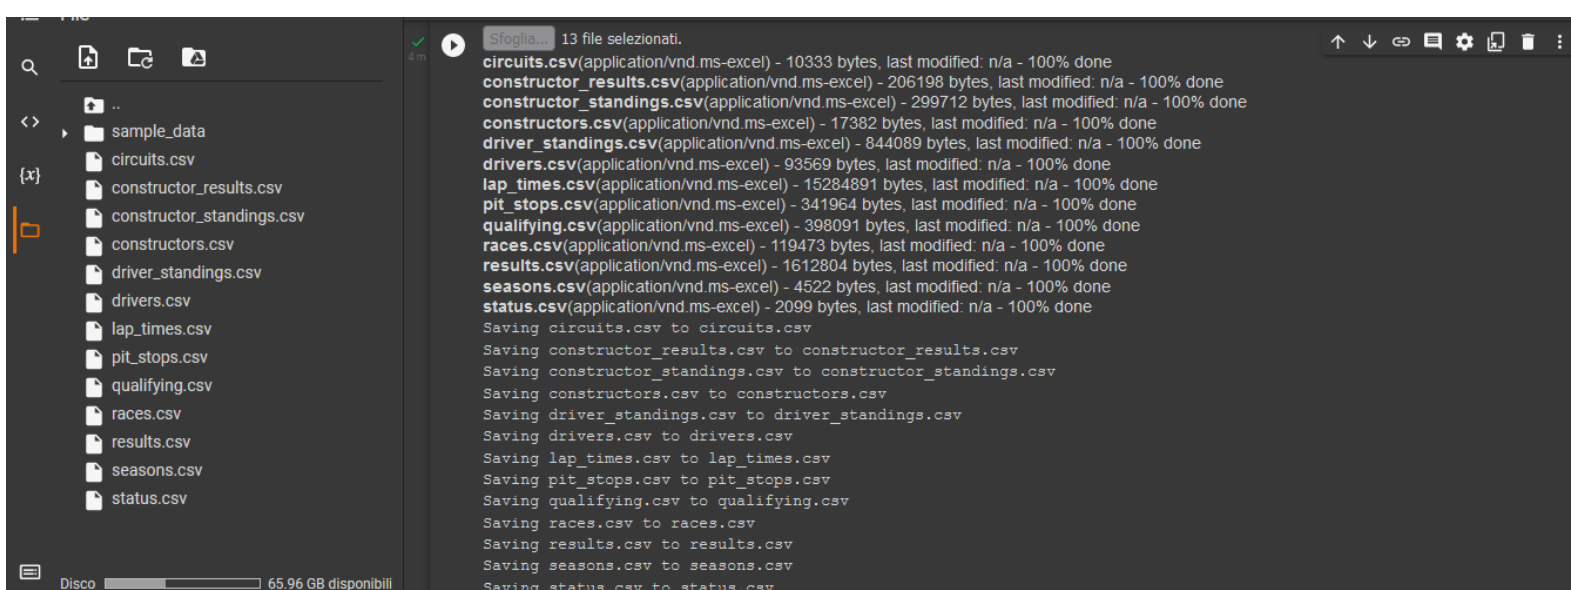 Sfoglia... 13 file selezionati.
4 m
circuits.csv(application/vnd.ms-excel) - 10333 bytes, last modified: n/a - 100% done
constructor_results.csv(application/vnd.ms-excel) - 206198 bytes, last modified: n/a - 100% done
constructor_standings.csv(application/vnd.ms-excel) - 299712 bytes, last modified: n/a - 100% done
constructors.csv(application/vnd.ms-excel) - 17382 bytes, last modified: n/a - 100% done
driver_standings.csv(application/vnd.ms-excel) - 844089 bytes, last modified: n/a - 100% done
drivers.csv(application/vnd.ms-excel) - 93569 bytes, last modified: n/a - 100% done
lap_times.csv(application/vnd.ms-excel) - 15284891 bytes, last modified: n/a - 100% done
pit_stops.csv(application/vnd.ms-excel) - 341964 bytes, last modified: n/a - 100% done
qualifying.csv(application/vnd.ms-excel) - 398091 bytes, last modified: n/a - 100% done
races.csv(application/vnd.ms-excel) - 119473 bytes, last modified: n/a - 100% done
results.csv(application/vnd.ms-excel) - 1612804 bytes, last modified: n/a - 100% done
seasons.csv(application/vnd.ms-excel) - 4522 bytes, last modified: n/a - 100% done
status.csv(application/vnd.ms-excel) - 2099 bytes, last modified: n/a - 100% done
Saving circuits.csv to circuits.csv
Saving constructor_results.csv to constructor_results.csv
Saving constructor_standings.csv to constructor_standings.csv
Saving constructors.csv to constructors.csv
Saving driver_standings.csv to driver_standings.csv
Saving drivers.csv to drivers.csv
Saving lap_times.csv to lap_times.csv
Saving pit_stops.csv to pit_stops.csv
Saving qualifying.csv to qualifying.csv
Saving races.csv to races.csv
Saving results.csv to results.csv
Saving seasons.csv to seasons.csv
Saving status.csv to status.csv
..
sample_data
circuits.csv
constructor_results.csv
constructor_standings.csv
constructors.csv
driver_standings.csv
drivers.csv
lap_times.csv
pit_stops.csv
qualifying.csv
races.csv
results.csv
seasons.csv
status.csv
{x}
Disco 65.96 GB disponibili